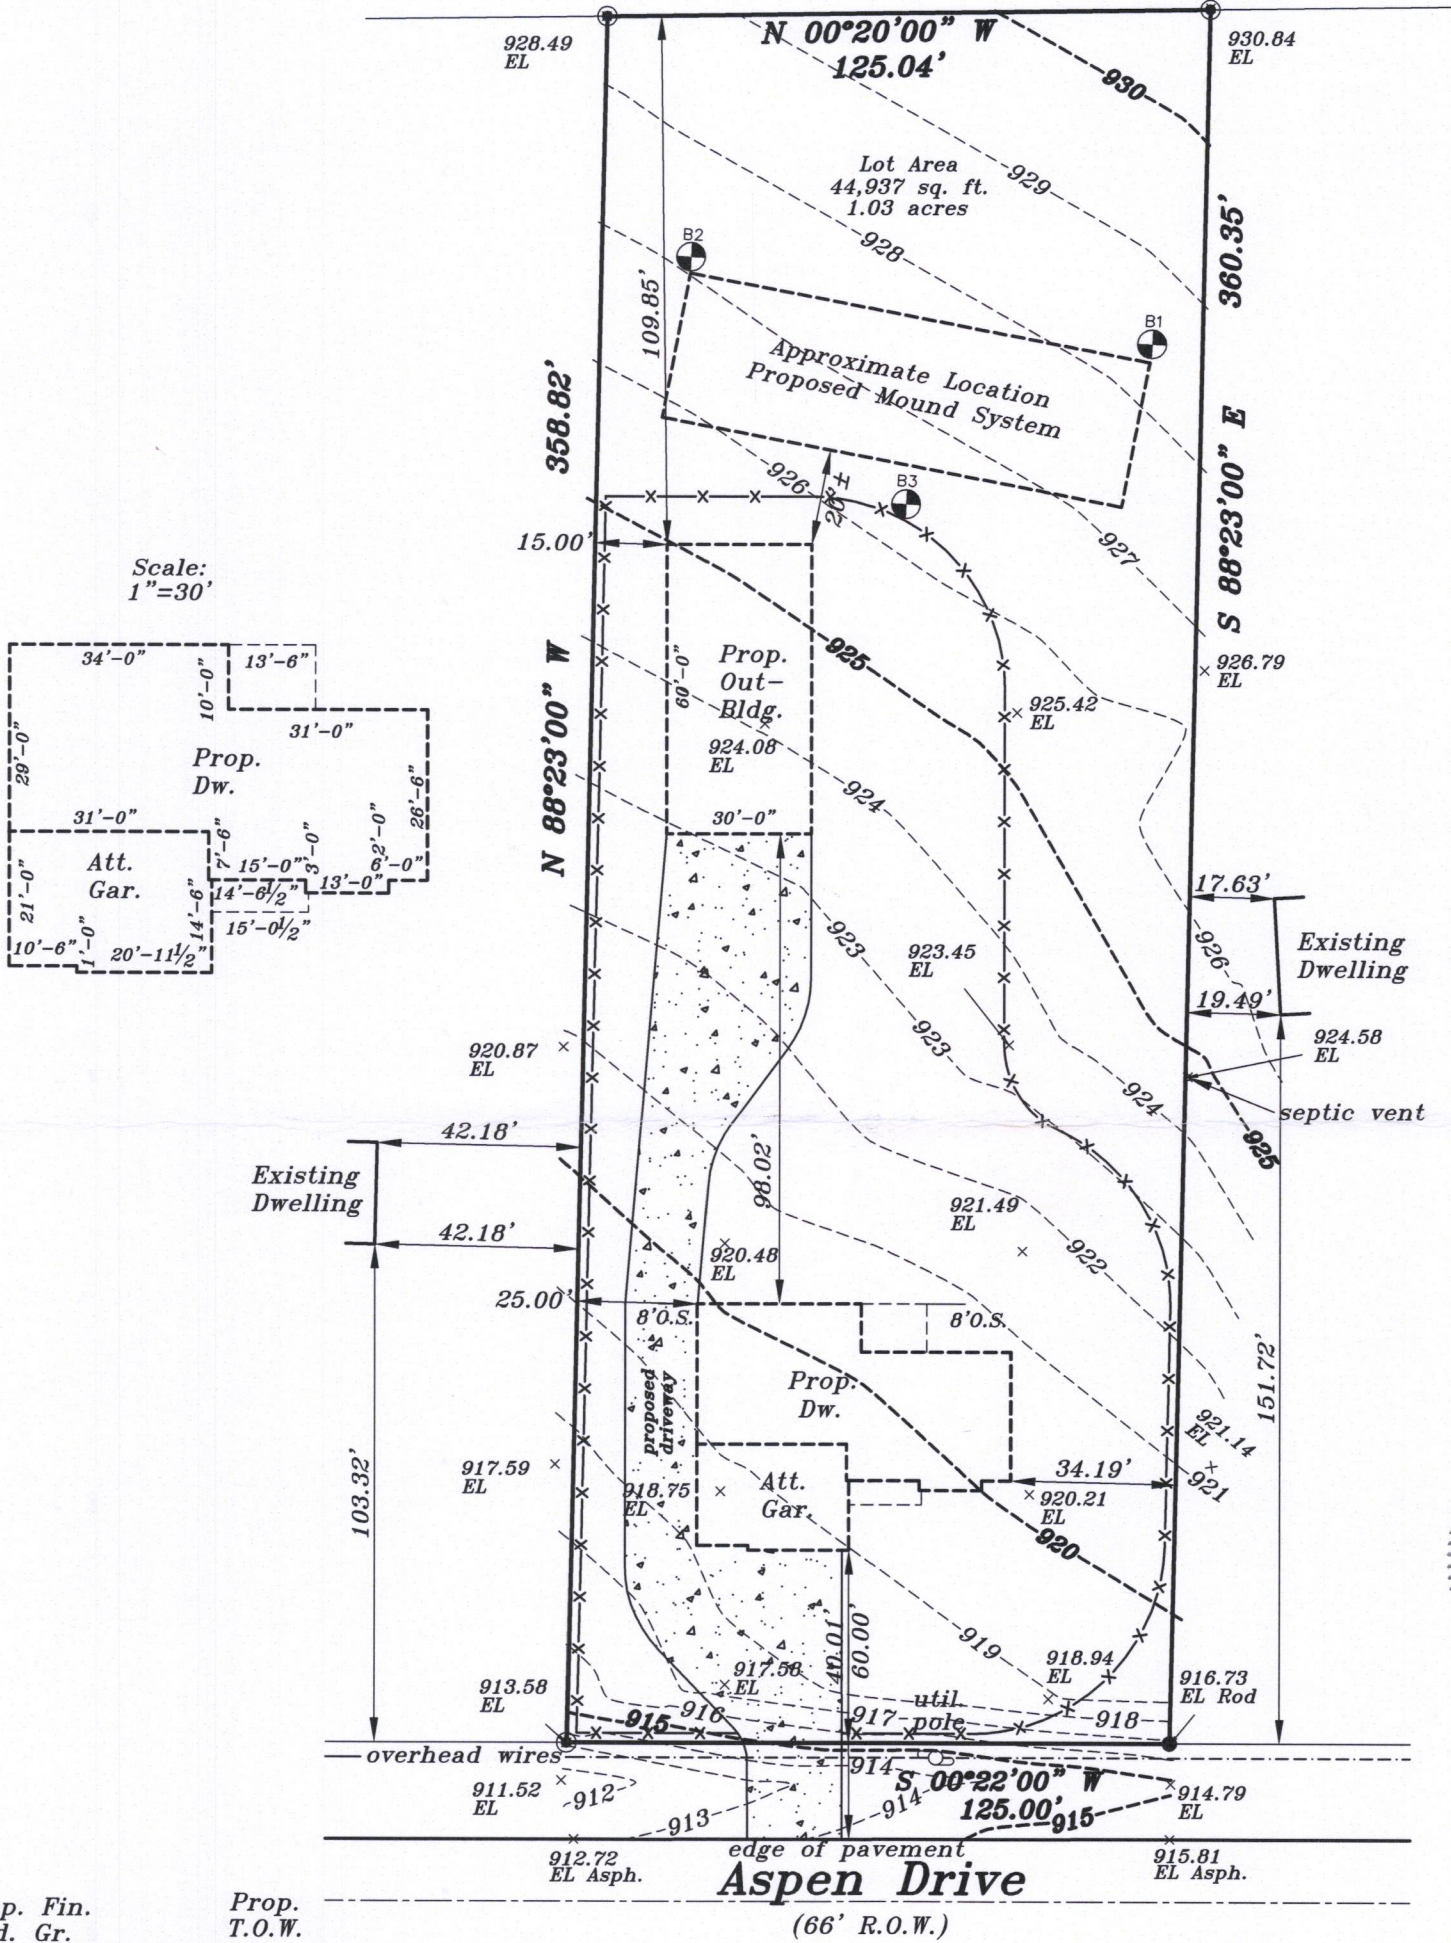 N 00°20'00" W
125.04'
928.49
EL
930.84
EL
930
Lot Area
44,937 sq. ft.
1.03 acres
929
928
B2
B1
109.85'
360.35'
Approximate Location
Proposed Mound System
358.82'
S 88°23'00" E
926
20'±
B3
927
15.00'
Scale:
1"=30'
34'-0"
13'-6"
10'-0"
31'-0"
29'-0"
Prop.
Dw.
26'-6"
31'-0"
7'-6"
15'-0"
3'-0"
2'-0"
6'-0"
13'-0"
Att.
Gar.
21'-0"
14'-6"
14'-6½"
15'-0½"
10'-6"
1'-0"
20'-11½"
60'-0"
Prop.
Out-
Bldg.
924.08
EL
30'-0"
925
926.79
EL
925.42
EL
N 88°23'00" W
924
923
923.45
EL
923
17.63'
926
Existing
Dwelling
19.49'
924.58
EL
septic vent
924
925
920.87
EL
42.18'
Existing
Dwelling
42.18'
98.02'
921.49
EL
922
920.48
EL
25.00'
8'O.S.
8'O.S.
proposed
driveway
Prop.
Dw.
151.72'
921.14
EL
921
34.19'
103.32'
917.59
EL
918.75
EL
Att.
Gar.
920.21
EL
920
40.01'
60.00'
919
917.58
EL
918.94
EL
913.58
EL
916.73
EL Rod
915
916
917
util.
pole
918
overhead wires
914
S 00°22'00" W
125.00'
911.52
EL
912
913
914
915
914.79
EL
edge of pavement
912.72
EL Asph.
915.81
EL Asph.
Aspen Drive
(66' R.O.W.)
p. Fin.
d. Gr.
Prop.
T.O.W.